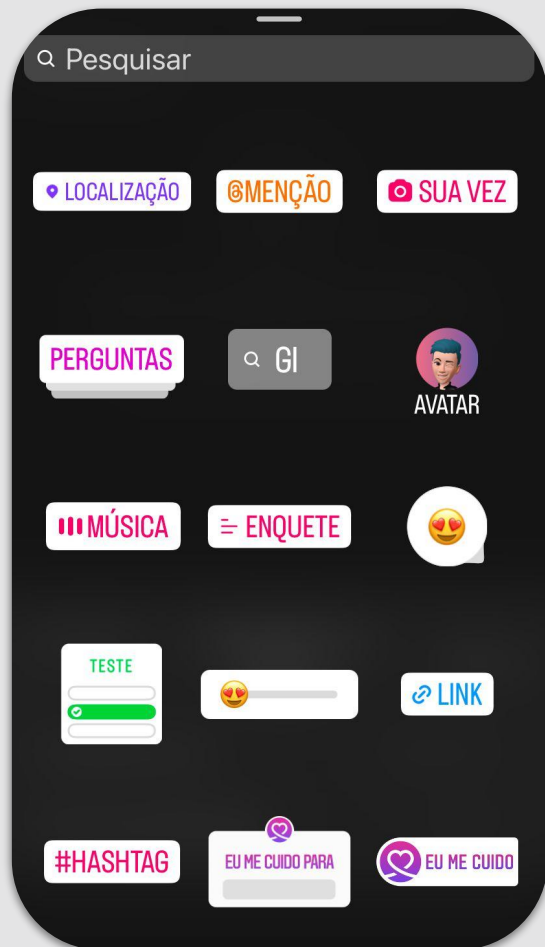 Pesquisar
LOCALIZAÇÃO
@MENÇÃO
SUA VEZ
PERGUNTAS
GI
AVATAR
MÚSICA
ENQUETE
TESTE
LINK
#HASHTAG
EU ME CUIDO PARA
EU ME CUIDO